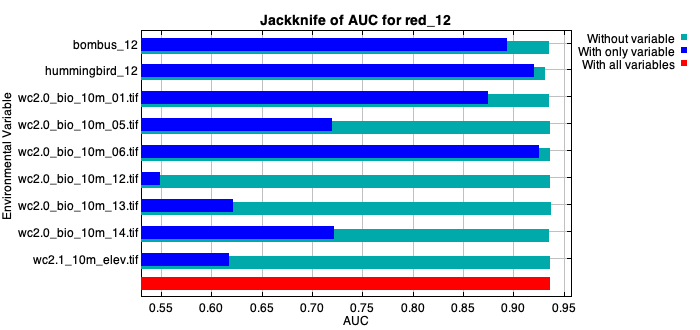 Jackknife of AUC for red_12
Without variable
With only variable
With all variables
Environmental Variable
bombus_12
hummingbird_12
wc2.0_bio_10m_01.tif
wc2.0_bio_10m_05.tif
wc2.0_bio_10m_06.tif
wc2.0_bio_10m_12.tif
wc2.0_bio_10m_13.tif
wc2.0_bio_10m_14.tif
wc2.1_10m_elev.tif
0.55 0.60 0.65 0.70 0.75 0.80 0.85 0.90 0.95
AUC